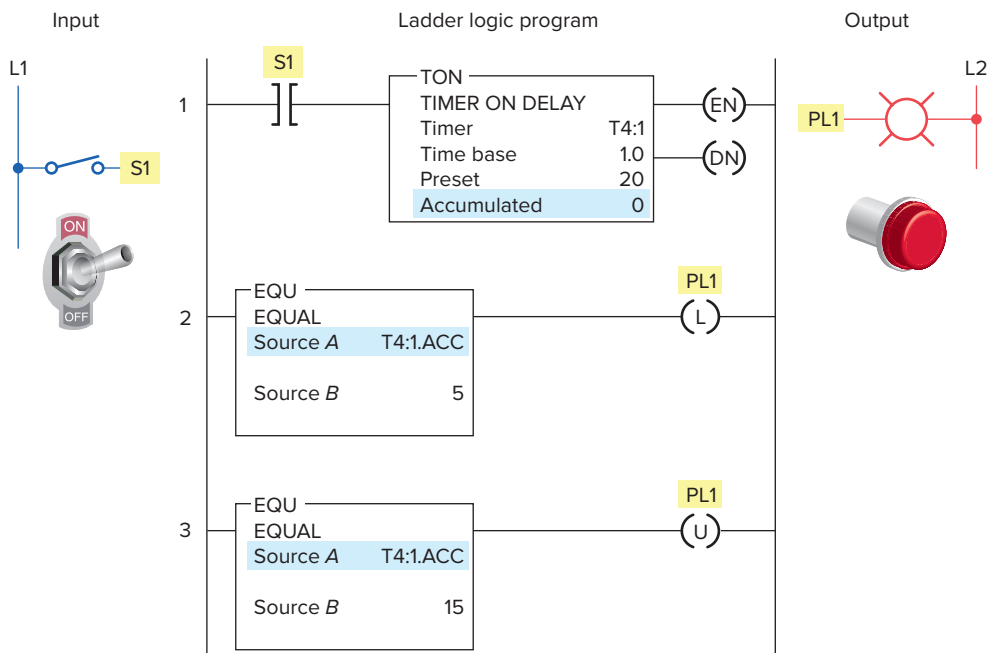 Input
Ladder logic program
Output
L1
S1
ON
OFF
1
S1
TON
TIMER ON DELAY
Timer T4:1
Time base 1.0
Preset 20
Accumulated 0
EN
DN
L2
PL1
2
EQU
EQUAL
Source A T4:1.ACC
Source B 5
PL1
L
3
EQU
EQUAL
Source A T4:1.ACC
Source B 15
PL1
U